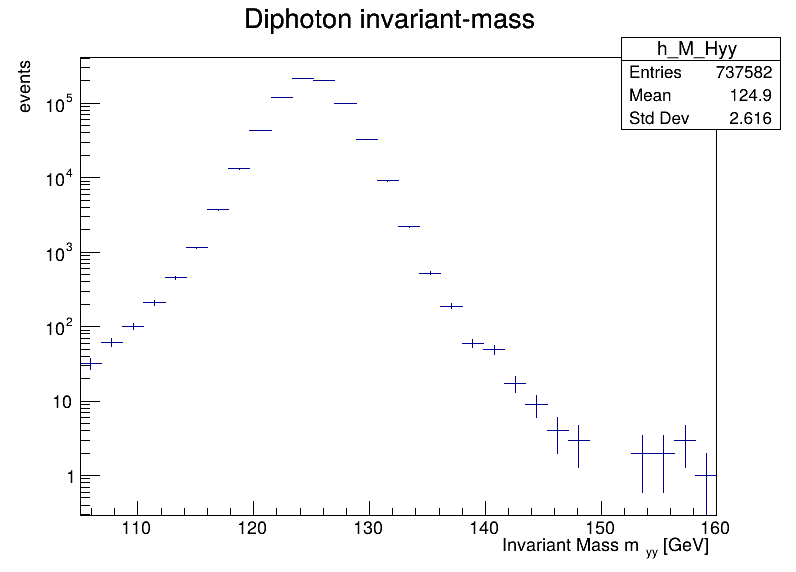 Diphoton invariant-mass
h_M_Hyy
Entries 737582
Mean 124.9
Std Dev 2.616
events
10^5
10^4
10^3
10^2
10
1
110 120 130 140 150 160
Invariant Mass m_yy [GeV]